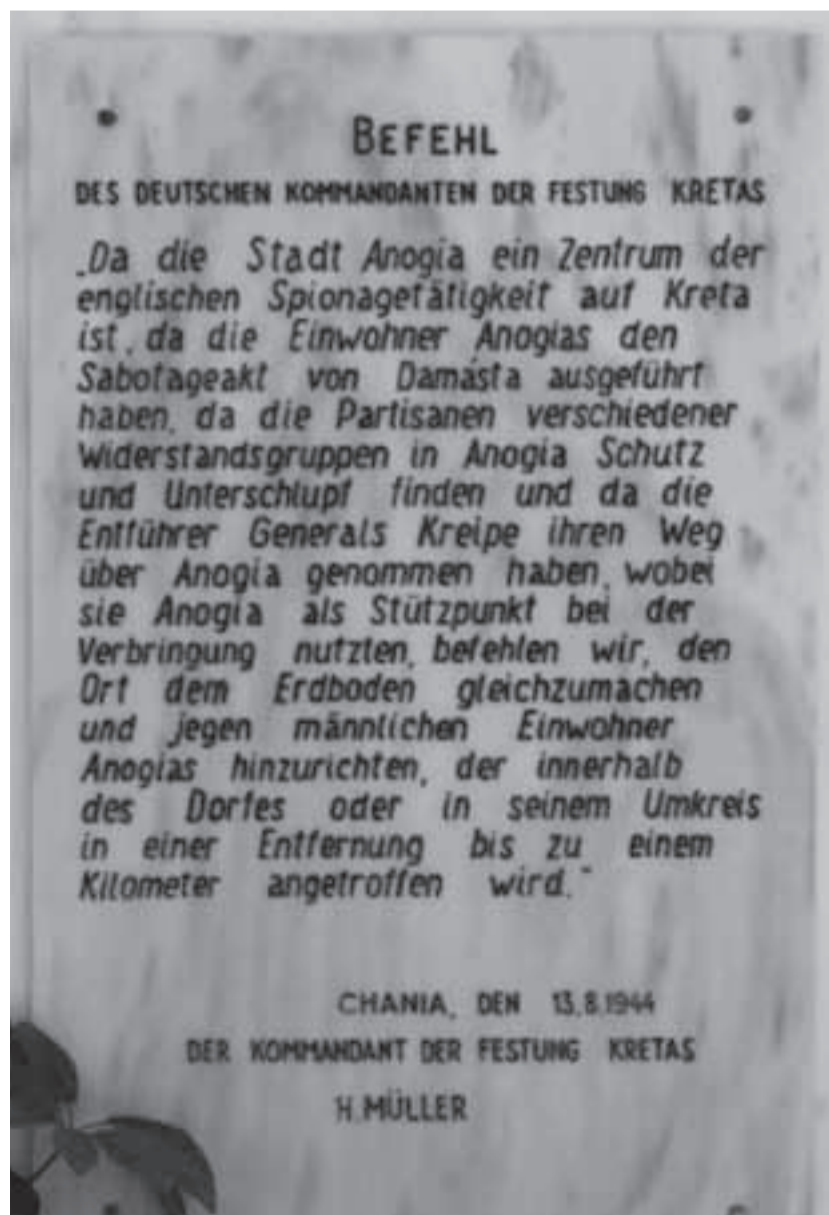 BEFEHL
DES DEUTSCHEN KOMMANDANTEN DER FESTUNG KRETAS
„Da die Stadt Anogia ein Zentrum der
englischen Spionagetätigkeit auf Kreta
ist, da die Einwohner Anogias den
Sabotageakt von Damásta ausgeführt
haben, da die Partisanen verschiedener
Widerstandsgruppen in Anogia Schutz
und Unterschlupf finden und da die
Entführer Generals Kreipe ihren Weg
über Anogia genommen haben, wobei
sie Anogia als Stützpunkt bei der
Verbringung nutzten, befehlen wir, den
Ort dem Erdboden gleichzumachen
und jegen männlichen Einwohner
Anogias hinzurichten, der innerhalb
des Dorfes oder in seinem Umkreis
in einer Entfernung bis zu einem
Kilometer angetroffen wird."
CHANIA, DEN 13.8.1944
DER KOMMANDANT DER FESTUNG KRETAS
H. MÜLLER